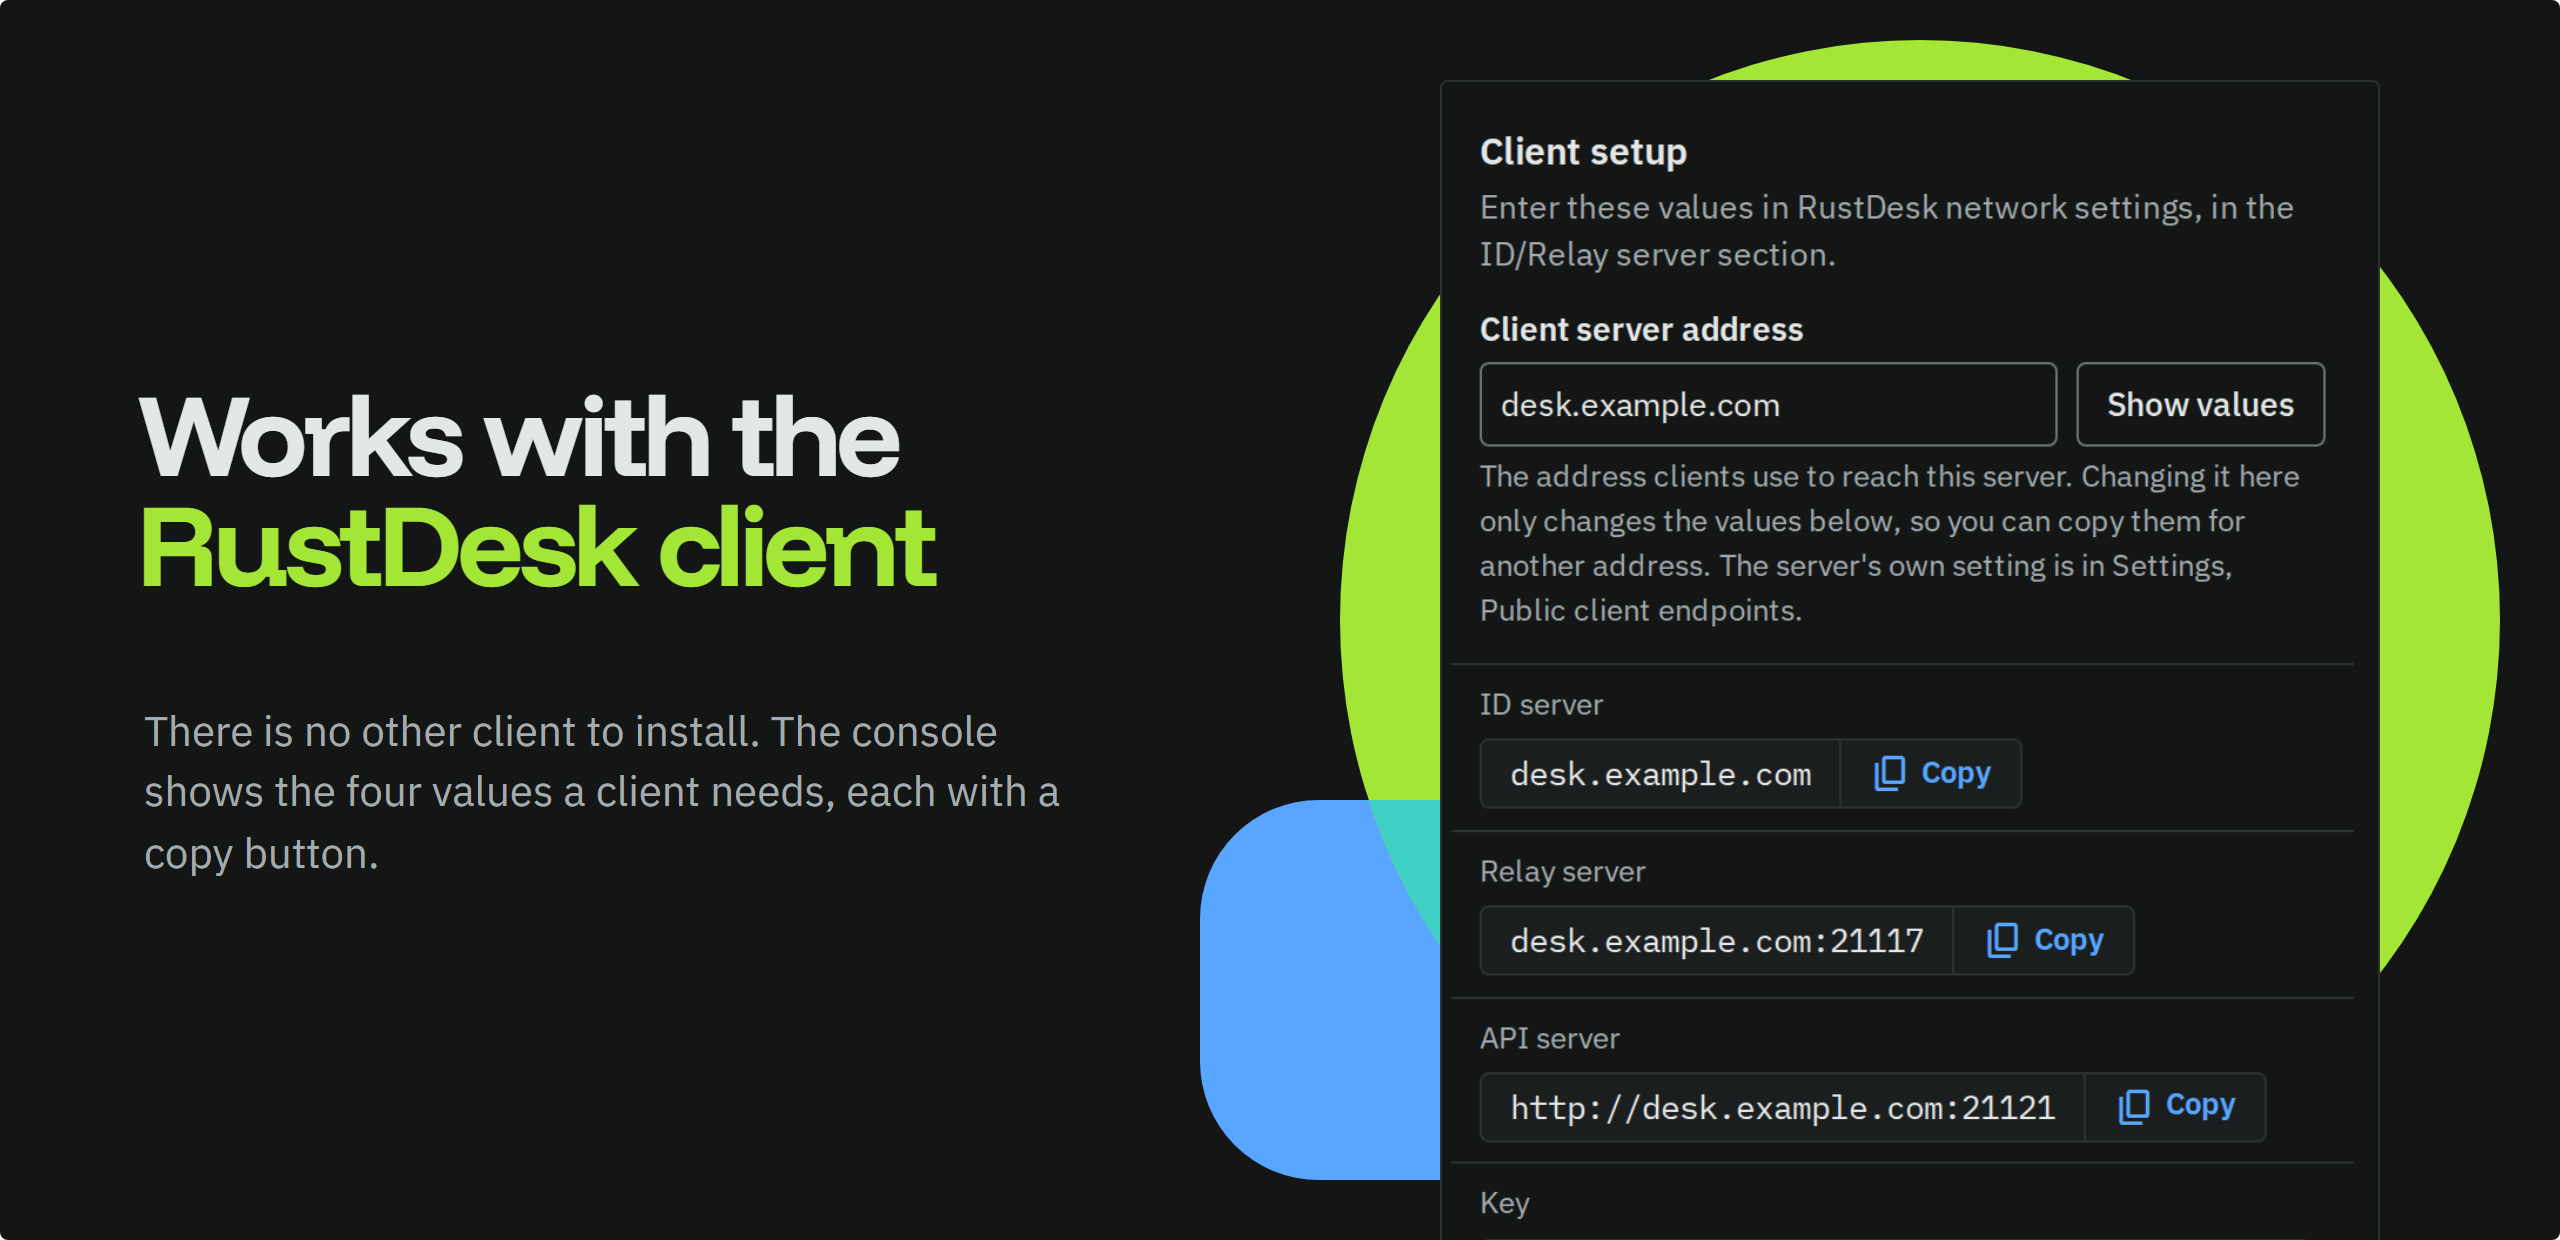 Works with the
RustDesk client
There is no other client to install. The console
shows the four values a client needs, each with a
copy button.
Client setup
Enter these values in RustDesk network settings, in the
ID/Relay server section.
Client server address
desk.example.com
Show values
The address clients use to reach this server. Changing it here
only changes the values below, so you can copy them for
another address. The server's own setting is in Settings,
Public client endpoints.
ID server
desk.example.com
Copy
Relay server
desk.example.com:21117
Copy
API server
http://desk.example.com:21121
Copy
Key